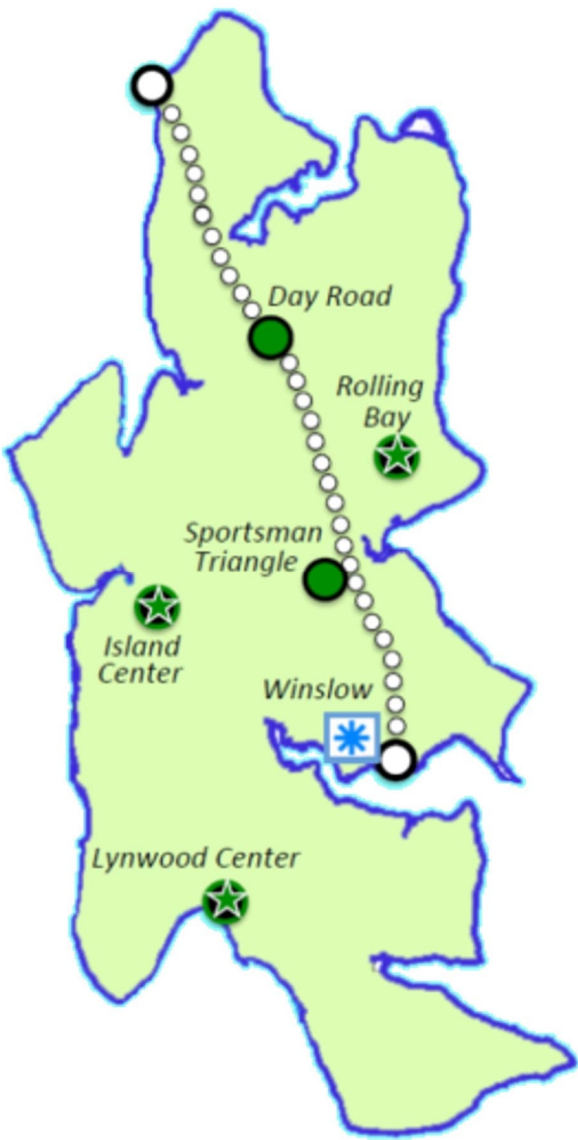 Day Road
Rolling
Bay
Sportsman
Triangle
Island
Center
Winslow
Lynwood Center